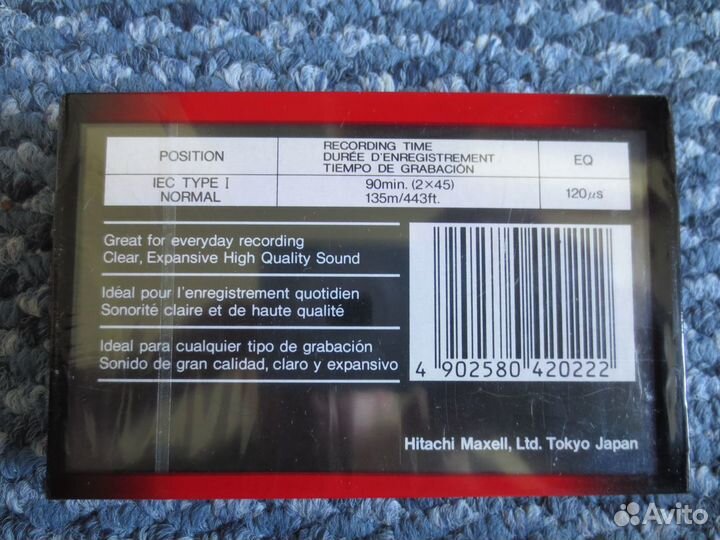 POSITION
RECORDING TIME
DURÉE D'ENREGISTREMENT
TIEMPO DE GRABACIÓN
EQ
IEC TYPE I
NORMAL
90min. (2×45)
135m/443ft.
120µs
Great for everyday recording
Clear, Expansive High Quality Sound
Idéal pour l'enregistrement quotidien
Sonorité claire et de haute qualité
Ideal para cualquier tipo de grabación
Sonido de gran calidad, claro y expansivo
4 902580 420222
Hitachi Maxell, Ltd. Tokyo Japan
Avito